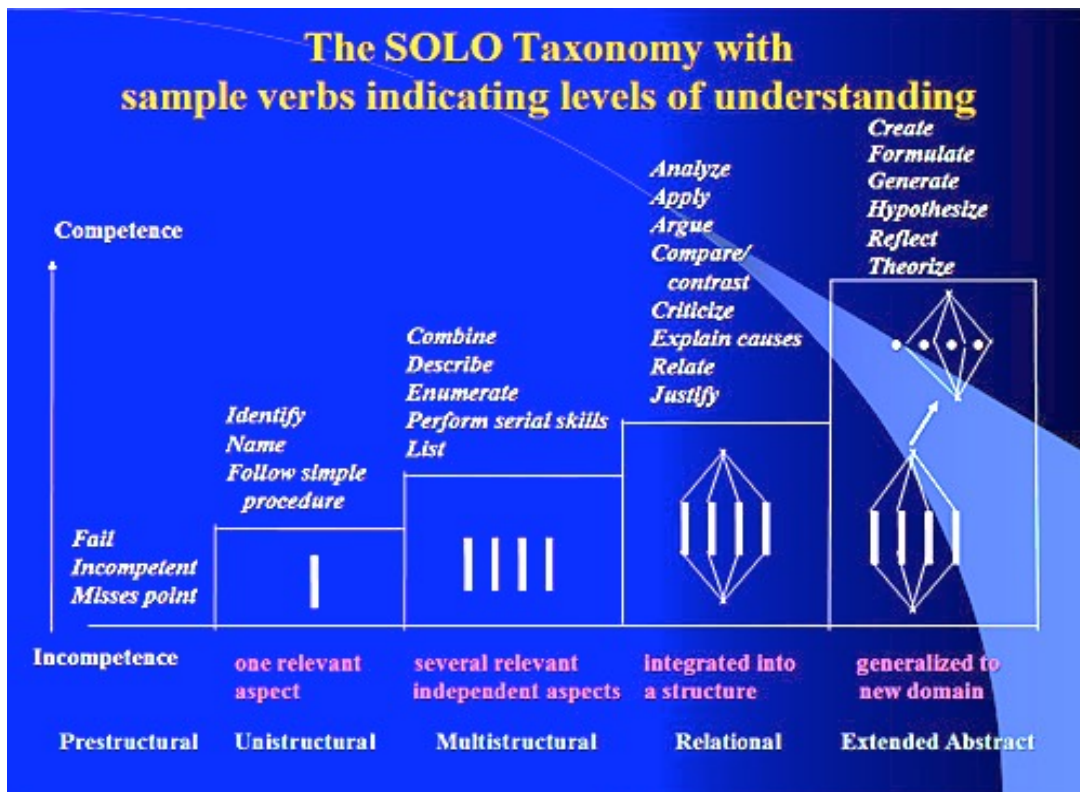 The SOLO Taxonomy with
sample verbs indicating levels of understanding
Competence
Fail
Incompetent
Misses point
Incompetence
Identify
Name
Follow simple
procedure
Combine
Describe
Enumerate
Perform serial skills
List
Analyze
Apply
Argue
Compare/
contrast
Criticize
Explain causes
Relate
Justify
Create
Formulate
Generate
Hypothesize
Reflect
Theorize
one relevant
aspect
several relevant
independent aspects
integrated into
a structure
generalized to
new domain
Prestructural
Unistructural
Multistructural
Relational
Extended Abstract